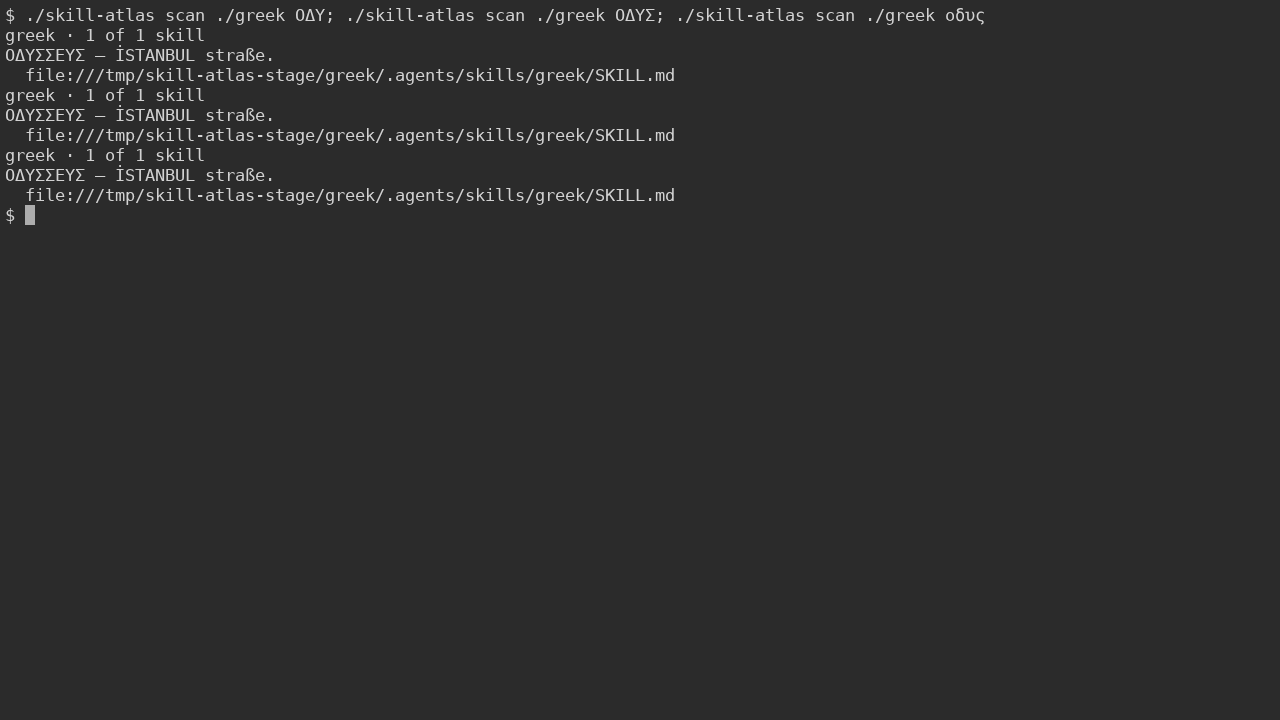 $ ./skill-atlas scan ./greek ΟΔΥ; ./skill-atlas scan ./greek ΟΔΥΣ; ./skill-atlas scan ./greek οδυς
greek · 1 of 1 skill
ΟΔΥΣΣΕΥΣ — İSTANBUL straße.
  file:///tmp/skill-atlas-stage/greek/.agents/skills/greek/SKILL.md
greek · 1 of 1 skill
ΟΔΥΣΣΕΥΣ — İSTANBUL straße.
  file:///tmp/skill-atlas-stage/greek/.agents/skills/greek/SKILL.md
greek · 1 of 1 skill
ΟΔΥΣΣΕΥΣ — İSTANBUL straße.
  file:///tmp/skill-atlas-stage/greek/.agents/skills/greek/SKILL.md
$